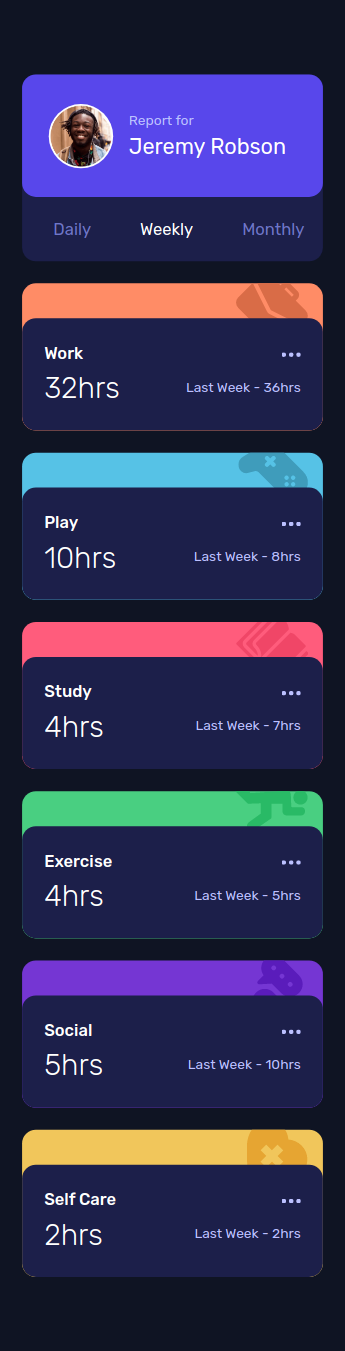 Report for
Jeremy Robson
Daily Weekly Monthly
Work
32hrs Last Week - 36hrs
Play
10hrs Last Week - 8hrs
Study
4hrs Last Week - 7hrs
Exercise
4hrs Last Week - 5hrs
Social
5hrs Last Week - 10hrs
Self Care
2hrs Last Week - 2hrs